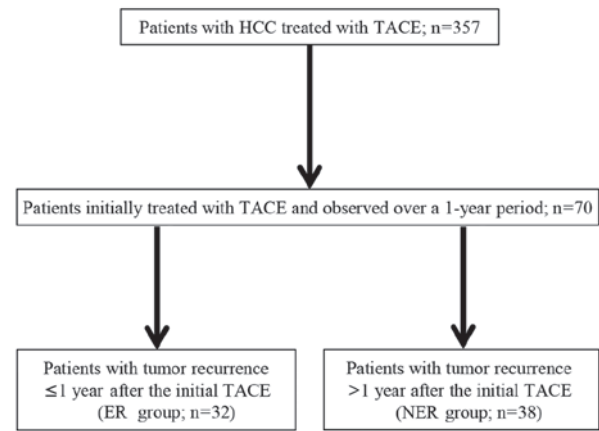 Patients with HCC treated with TACE; n=357
Patients initially treated with TACE and observed over a 1-year period; n=70
Patients with tumor recurrence
≤1 year after the initial TACE
(ER group; n=32)
Patients with tumor recurrence
>1 year after the initial TACE
(NER group; n=38)